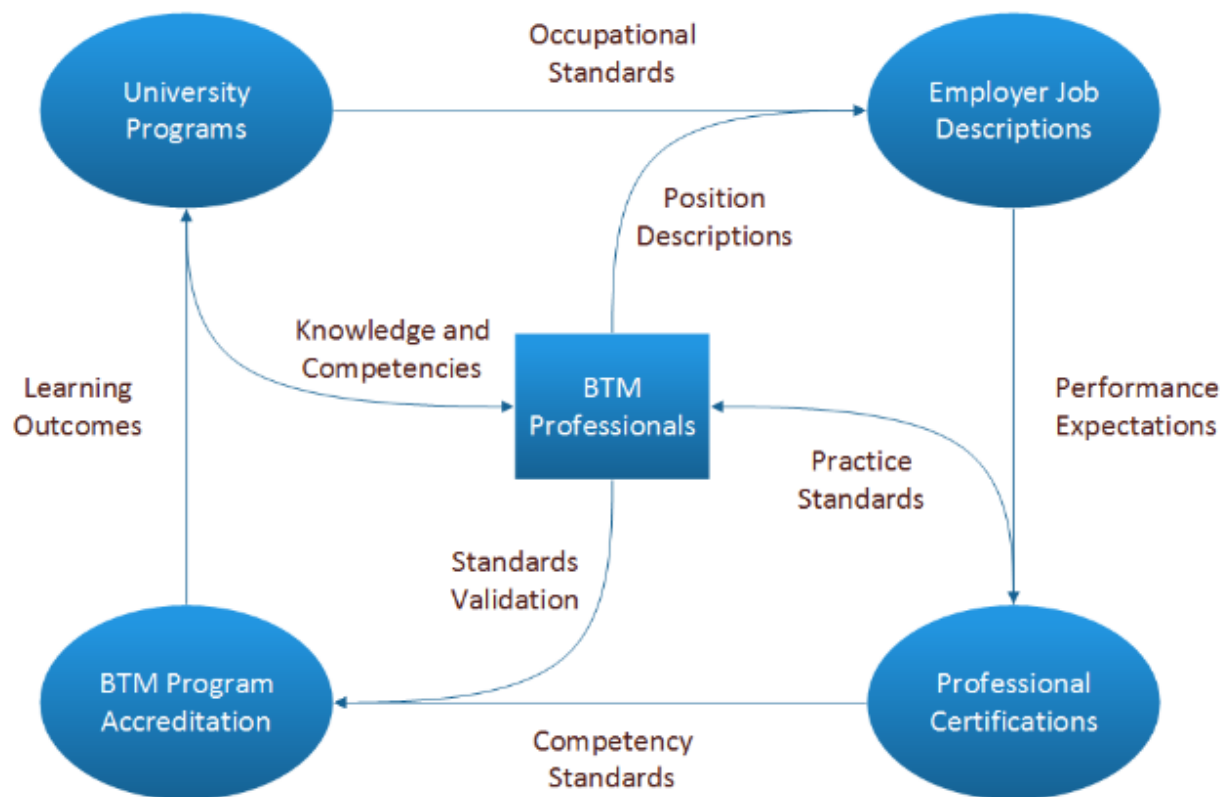 Occupational
Standards
University
Programs
Employer Job
Descriptions
Position
Descriptions
Knowledge and
Competencies
BTM
Professionals
Learning
Outcomes
Performance
Expectations
Practice
Standards
Standards
Validation
BTM Program
Accreditation
Professional
Certifications
Competency
Standards